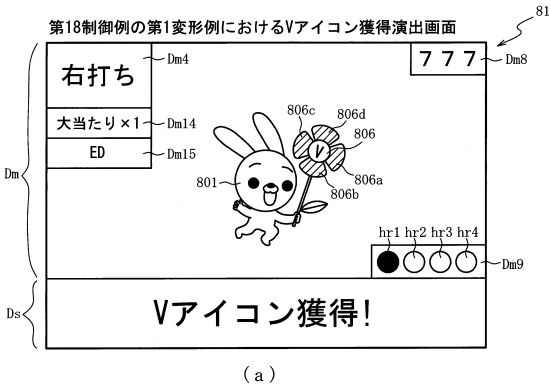 第18制御例の第1変形例におけるVアイコン獲得演出画面
81
右打ち
Dm4
7 7 7
Dm8
大当たり×1
Dm14
ED
Dm15
806c
806d
806
V
806a
806b
801
Dm
hr1 hr2 hr3 hr4
Dm9
Ds
Vアイコン獲得!
(a)